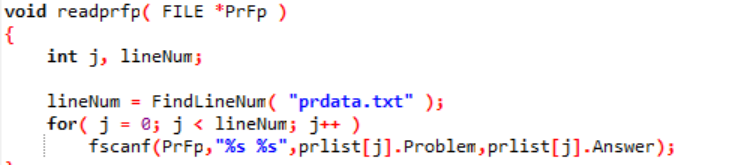 void readprfp( FILE *PrFp )
{
    int j, lineNum;
    lineNum = FindLineNum( "prdata.txt" );
    for( j = 0; j < lineNum; j++ )
        fscanf(PrFp,"%s %s",prlist[j].Problem,prlist[j].Answer);